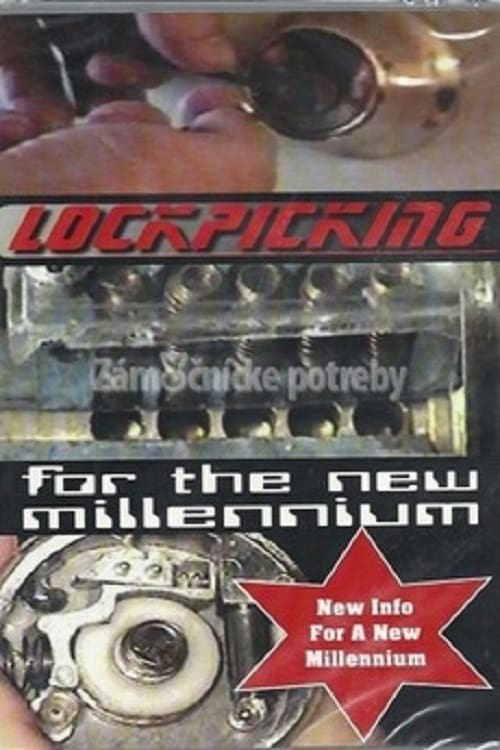 LOCKPICKING
Zámočnícke potreby
for the new
millennium
New Info
For A New
Millennium